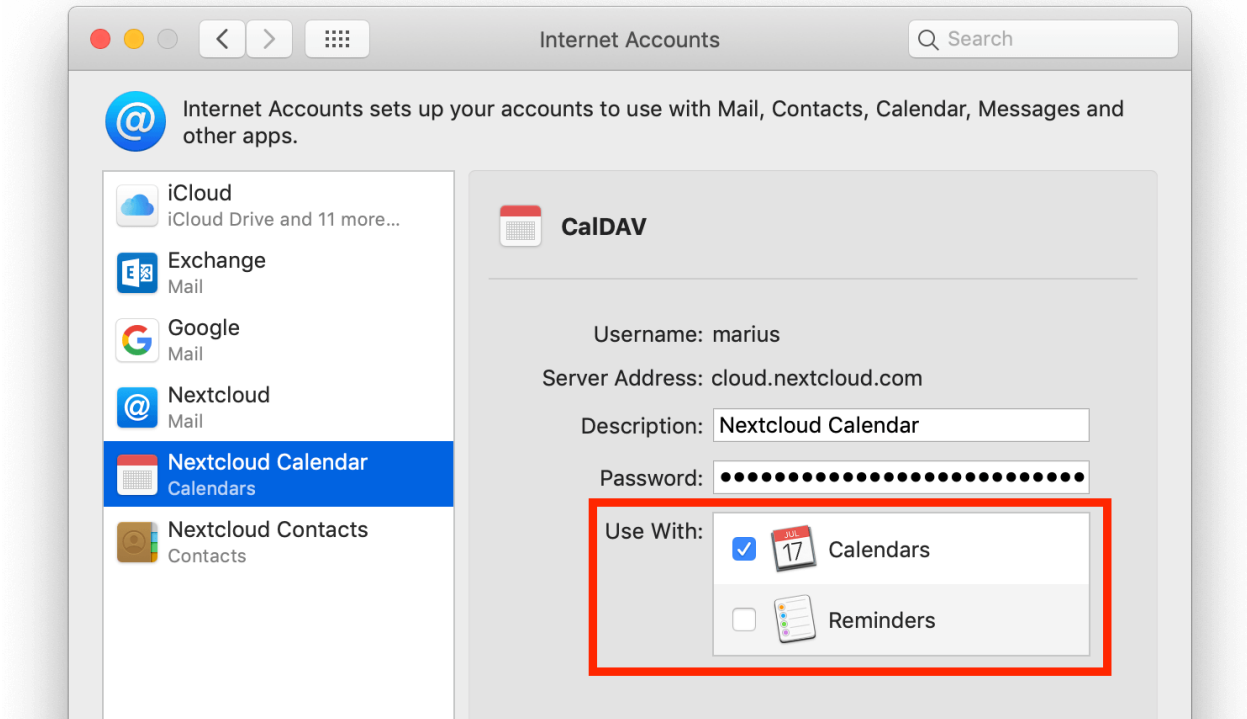 Internet Accounts
Search
Internet Accounts sets up your accounts to use with Mail, Contacts, Calendar, Messages and
other apps.
iCloud
iCloud Drive and 11 more...
Exchange
Mail
Google
Mail
Nextcloud
Mail
Nextcloud Calendar
Calendars
Nextcloud Contacts
Contacts
CalDAV
Username: marius
Server Address: cloud.nextcloud.com
Description: Nextcloud Calendar
Password: ●●●●●●●●●●●●●●●●●●●●●●●●●●●
Use With:
JUL
17
Calendars
Reminders